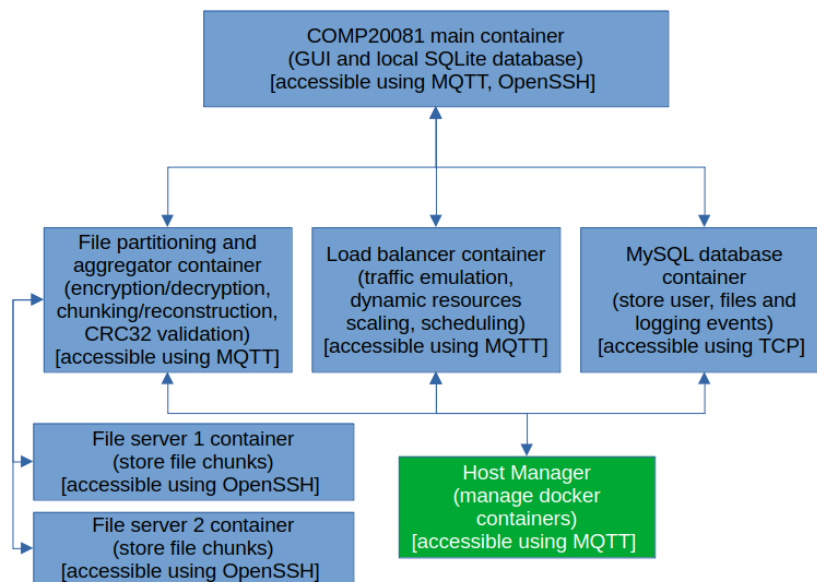 COMP20081 main container
(GUI and local SQLite database)
[accessible using MQTT, OpenSSH]
File partitioning and
aggregator container
(encryption/decryption,
chunking/reconstruction,
CRC32 validation)
[accessible using MQTT]
Load balancer container
(traffic emulation,
dynamic resources
scaling, scheduling)
[accessible using MQTT]
MySQL database
container
(store user, files and
logging events)
[accessible using TCP]
File server 1 container
(store file chunks)
[accessible using OpenSSH]
File server 2 container
(store file chunks)
[accessible using OpenSSH]
Host Manager
(manage docker
containers)
[accessible using MQTT]